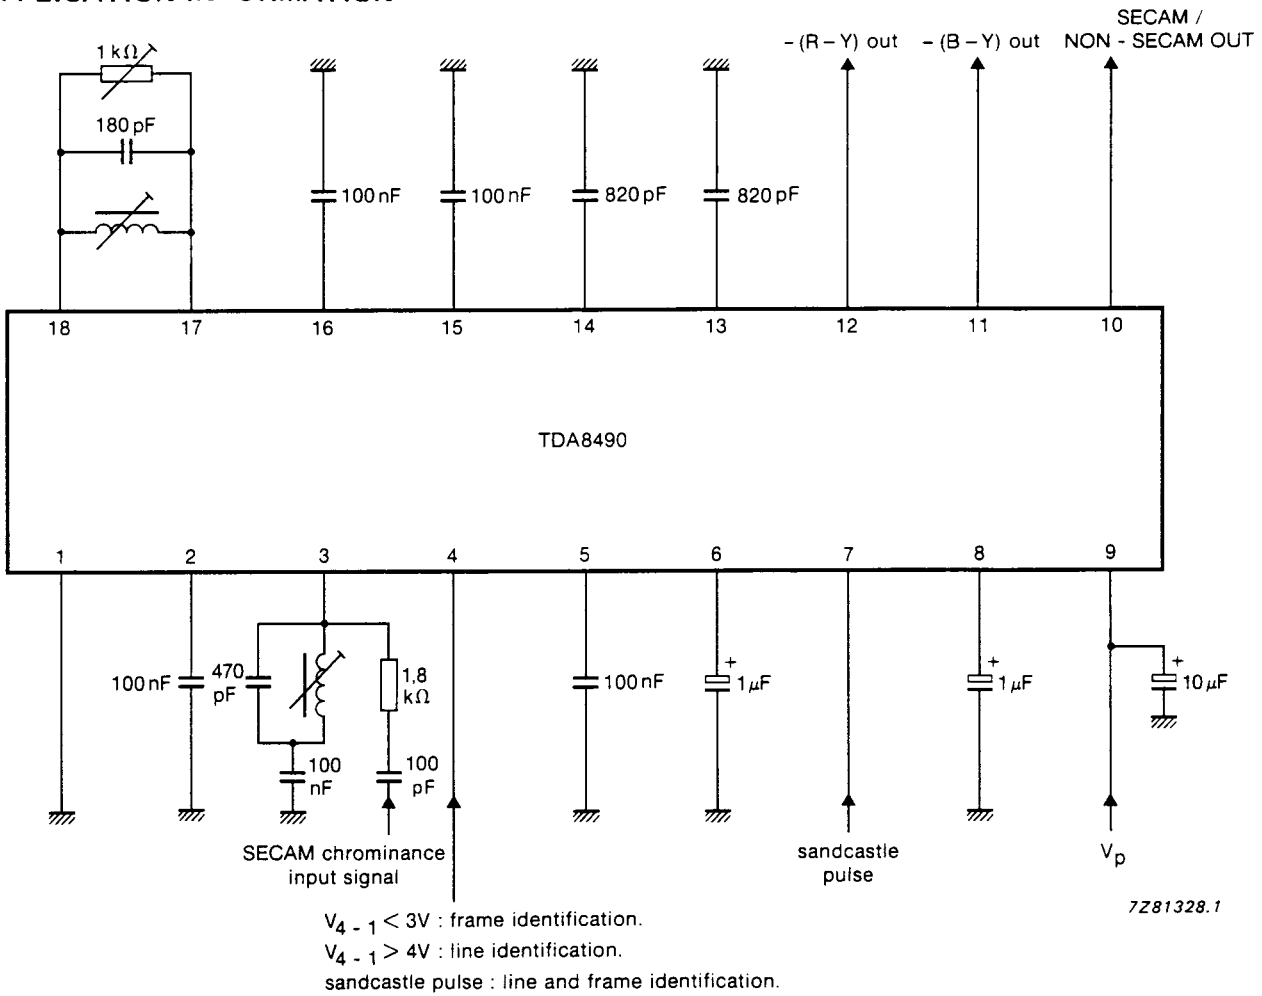 SECAM /
– (R – Y) out – (B – Y) out NON - SECAM OUT
1 kΩ
180 pF
100 nF 100 nF 820 pF 820 pF
18 17 16 15 14 13 12 11 10
TDA8490
1 2 3 4 5 6 7 8 9
100 nF
470
pF
1.8
kΩ
100 nF
+
1 µF
+
1 µF
+
10 µF
100
nF
100
pF
SECAM chrominance
input signal
sandcastle
pulse
Vp
7Z81328.1
V4 - 1 < 3V : frame identification.
V4 - 1 > 4V : line identification.
sandcastle pulse : line and frame identification.